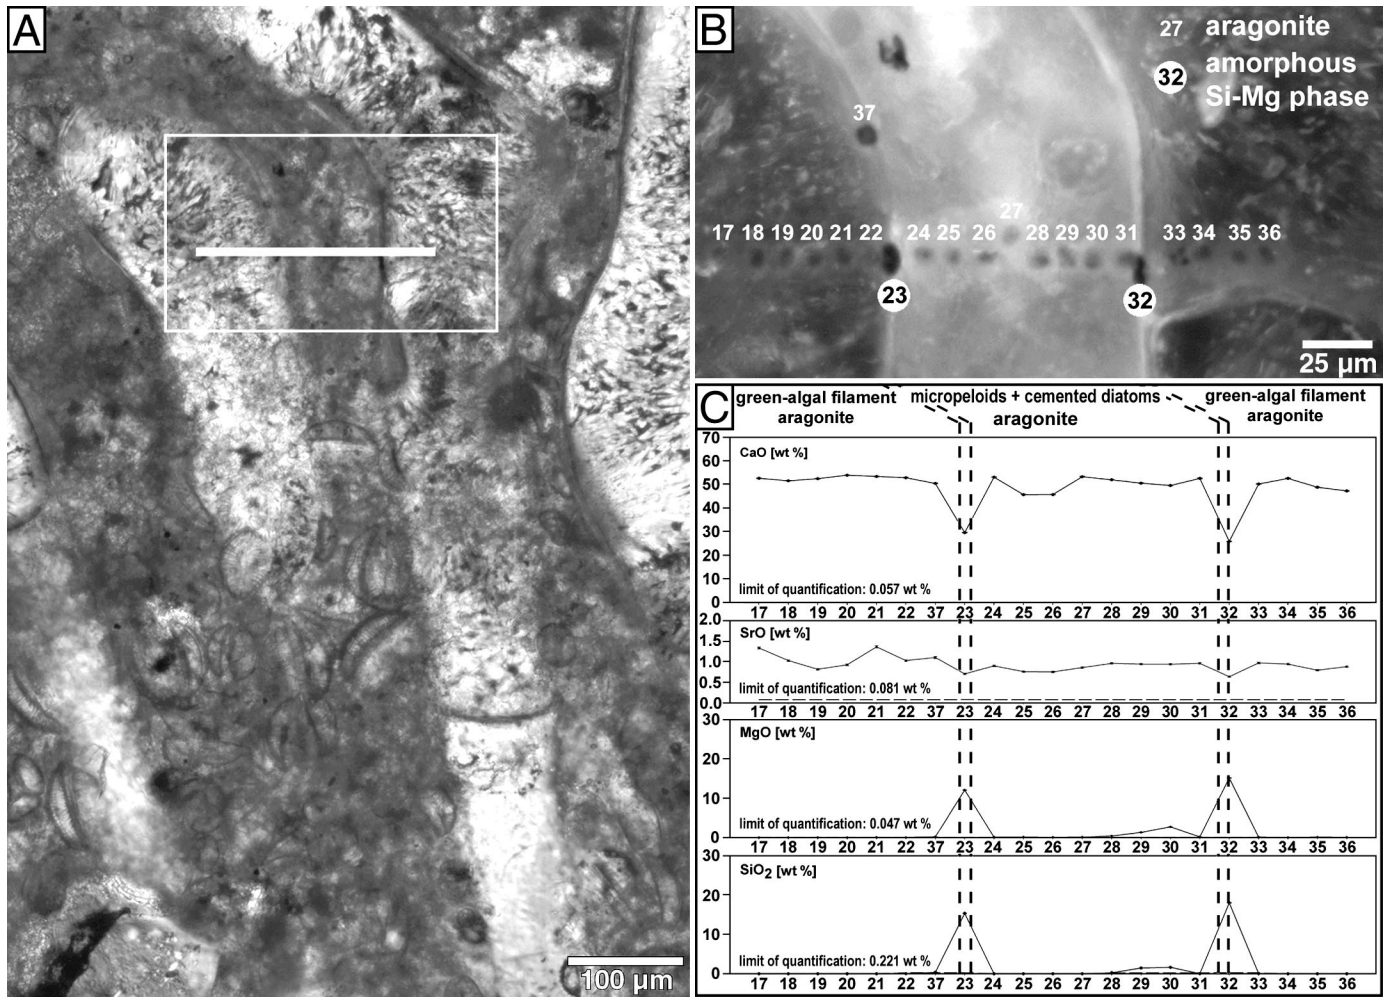 A
100 µm
B
27 aragonite
32 amorphous
Si-Mg phase
37
27
17 18 19 20 21 22 24 25 26 28 29 30 31 33 34 35 36
23
32
25 µm
C
green-algal filament
aragonite
micropeloids + cemented diatoms
aragonite
green-algal filament
aragonite
70
60
50
40
30
20
10
0
CaO [wt %]
limit of quantification: 0.057 wt %
17 18 19 20 21 22 37 23 24 25 26 27 28 29 30 31 32 33 34 35 36
2.0
1.5
1.0
0.5
0.0
SrO [wt %]
limit of quantification: 0.081 wt %
17 18 19 20 21 22 37 23 24 25 26 27 28 29 30 31 32 33 34 35 36
30
20
10
0
MgO [wt %]
limit of quantification: 0.047 wt %
17 18 19 20 21 22 37 23 24 25 26 27 28 29 30 31 32 33 34 35 36
30
20
10
0
SiO2 [wt %]
limit of quantification: 0.221 wt %
17 18 19 20 21 22 37 23 24 25 26 27 28 29 30 31 32 33 34 35 36